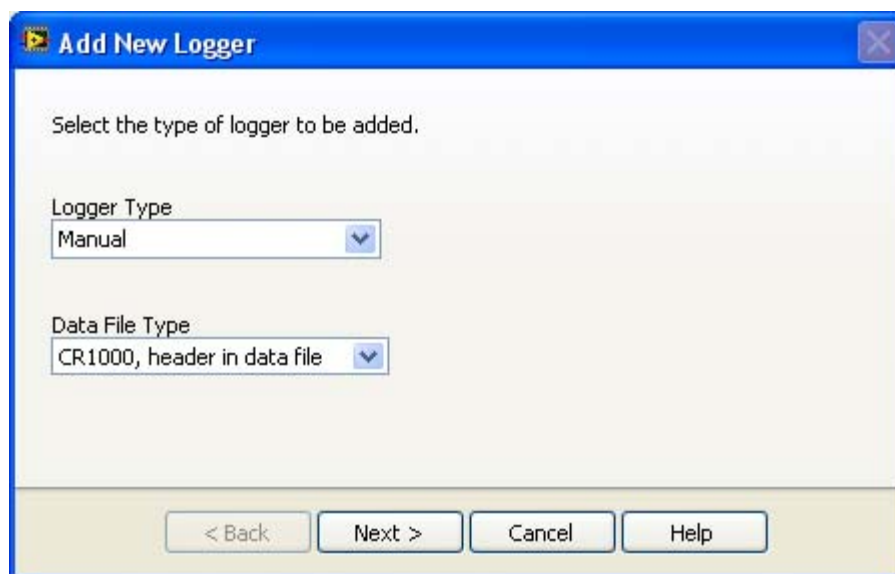 Add New Logger
Select the type of logger to be added.
Logger Type
Manual
Data File Type
CR1000, header in data file
< Back Next > Cancel Help